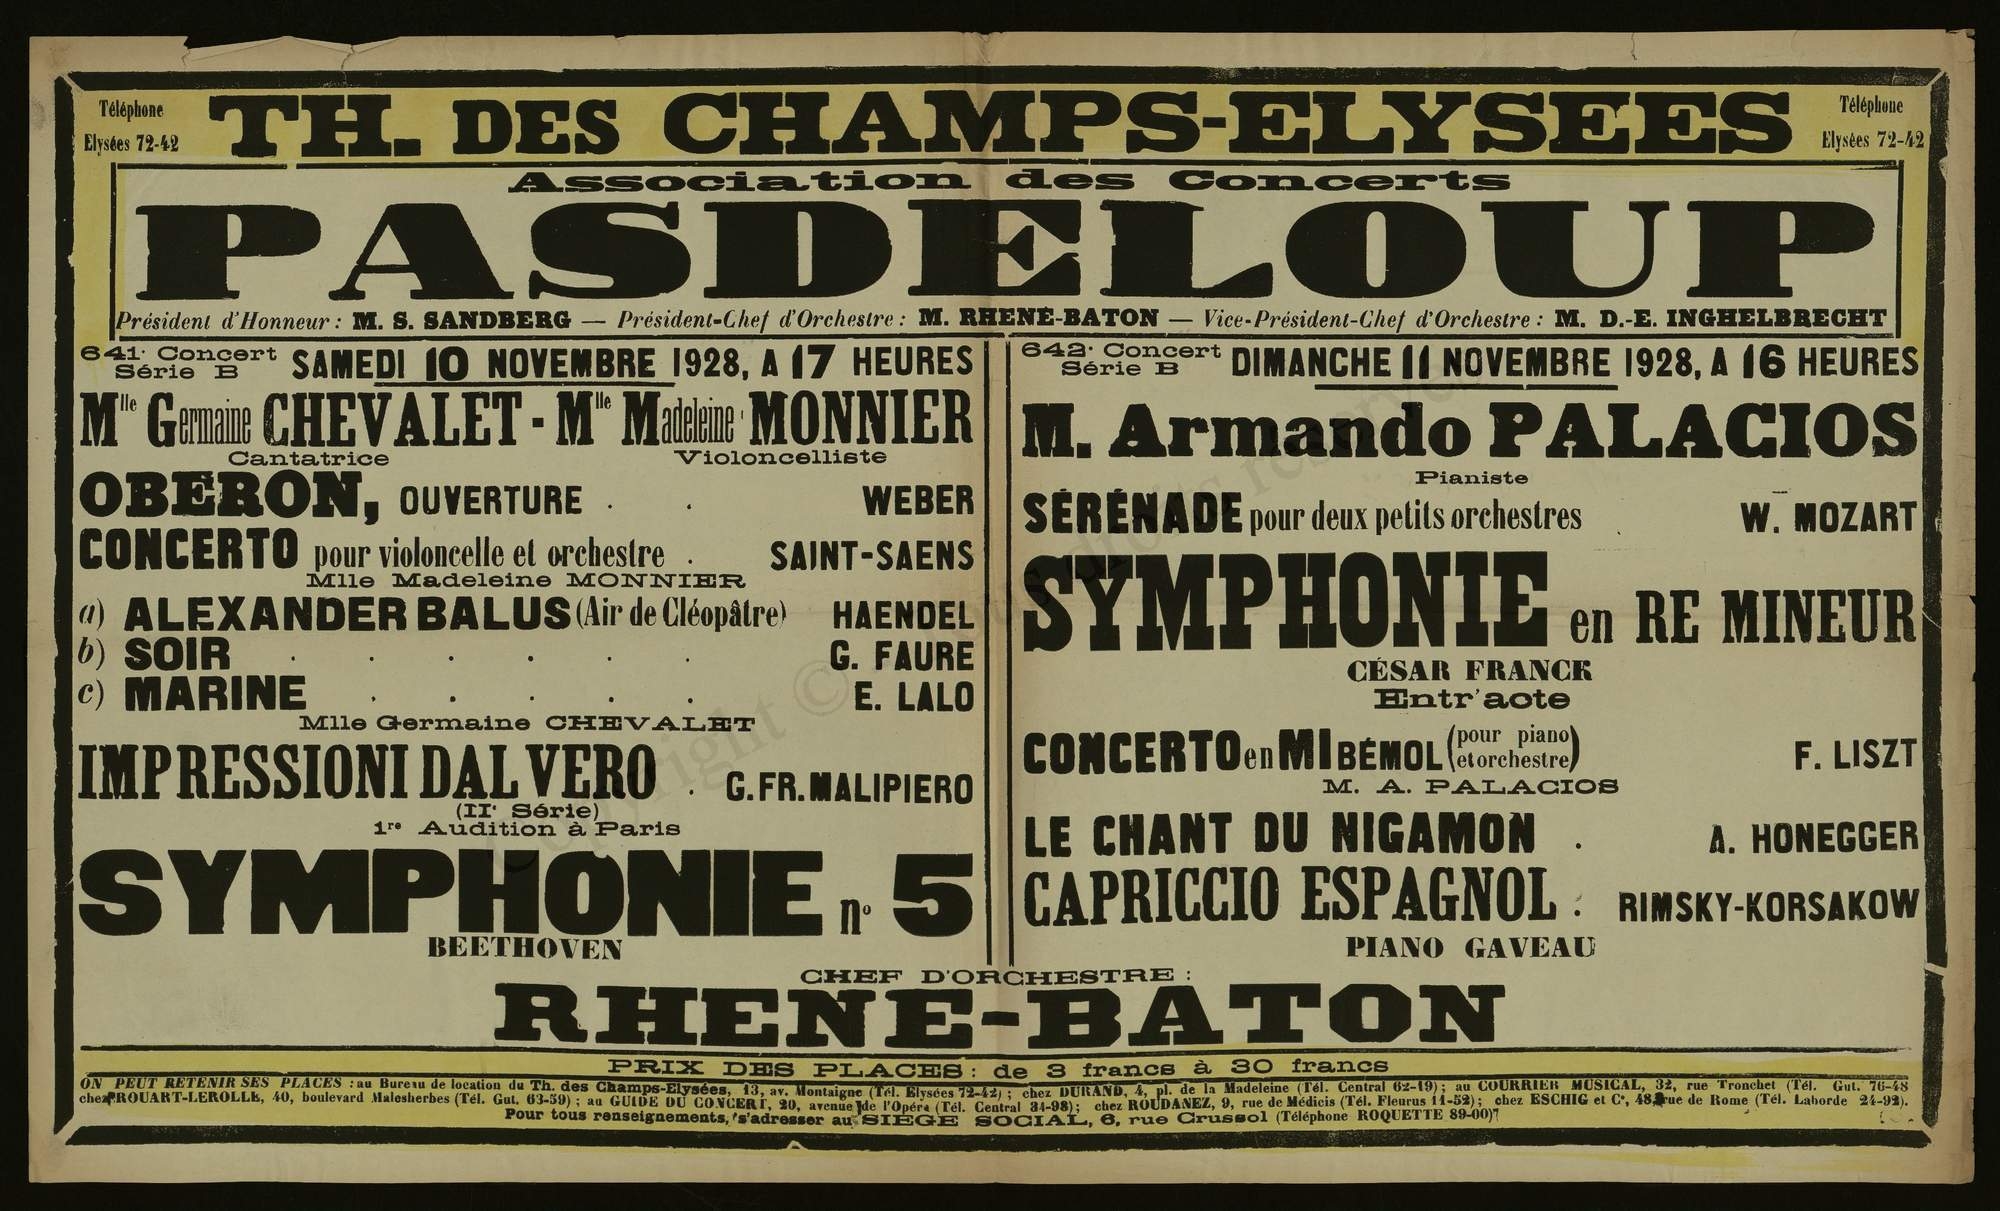 Téléphone
Elysées 72-42
TH. DES CHAMPS-ELYSEES
Téléphone
Elysées 72-42
Association des Concerts
PASDELOUP
Président d'Honneur : M. S. SANDBERG — Président-Chef d'Orchestre : M. RHENÉ-BATON — Vice-Président-Chef d'Orchestre : M. D.-E. INGHELBRECHT
641e Concert
Série B
SAMEDI 10 NOVEMBRE 1928, A 17 HEURES
Mlle Germaine CHEVALET - Mlle Madeleine MONNIER
Cantatrice Violoncelliste
OBERON, OUVERTURE . . WEBER
CONCERTO pour violoncelle et orchestre . SAINT-SAENS
Mlle Madeleine MONNIER
a) ALEXANDER BALUS (Air de Cléopâtre) HAENDEL
b) SOIR . . . . . . G. FAURE
c) MARINE . . . . . E. LALO
Mlle Germaine CHEVALET
IMPRESSIONI DAL VERO . G. FR. MALIPIERO
(IIe Série)
1re Audition à Paris
SYMPHONIE no 5
BEETHOVEN
642e Concert
Série B
DIMANCHE 11 NOVEMBRE 1928, A 16 HEURES
M. Armando PALACIOS
Pianiste
SÉRÉNADE pour deux petits orchestres W. MOZART
SYMPHONIE en RE MINEUR
CÉSAR FRANCK
Entr'acte
CONCERTO en MI BÉMOL (pour piano et orchestre) F. LISZT
M. A. PALACIOS
LE CHANT DU NIGAMON . A. HONEGGER
CAPRICCIO ESPAGNOL . RIMSKY-KORSAKOW
PIANO GAVEAU
CHEF D'ORCHESTRE :
RHENE-BATON
PRIX DES PLACES : de 3 francs à 30 francs
ON PEUT RETENIR SES PLACES : au Bureau de location du Th. des Champs-Elysées, 13, av. Montaigne (Tél. Elysées 72-42) ; chez DURAND, 4, pl. de la Madeleine (Tél. Central 62-19) ; au COURRIER MUSICAL, 32, rue Tronchet (Tél. Gut. 76-48
chez ROUART-LEROLLE, 40, boulevard Malesherbes (Tél. Gut. 63-59) ; au GUIDE DU CONCERT, 20, avenue de l'Opéra (Tél. Central 34-98) ; chez ROUDANEZ, 9, rue de Médicis (Tél. Fleurus 11-52) ; chez ESCHIG et Ce, 48, rue de Rome (Tél. Laborde 24-92).
Pour tous renseignements, s'adresser au SIEGE SOCIAL, 6, rue Crussol (Téléphone ROQUETTE 89-00)
Copyright © Tous droits réservés